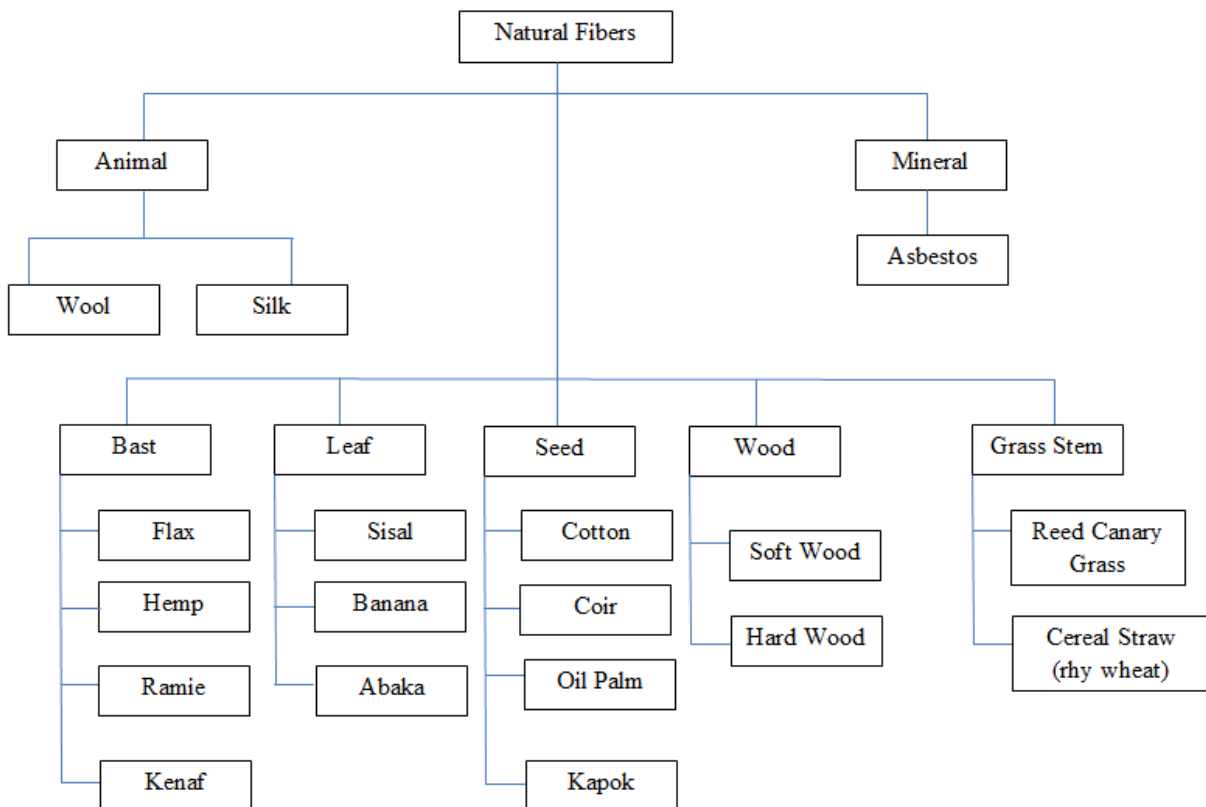 Natural Fibers
Animal
Mineral
Asbestos
Wool
Silk
Bast
Leaf
Seed
Wood
Grass Stem
Flax
Sisal
Cotton
Soft Wood
Reed Canary
Grass
Hemp
Banana
Coir
Hard Wood
Cereal Straw
(rhy wheat)
Ramie
Abaka
Oil Palm
Kenaf
Kapok